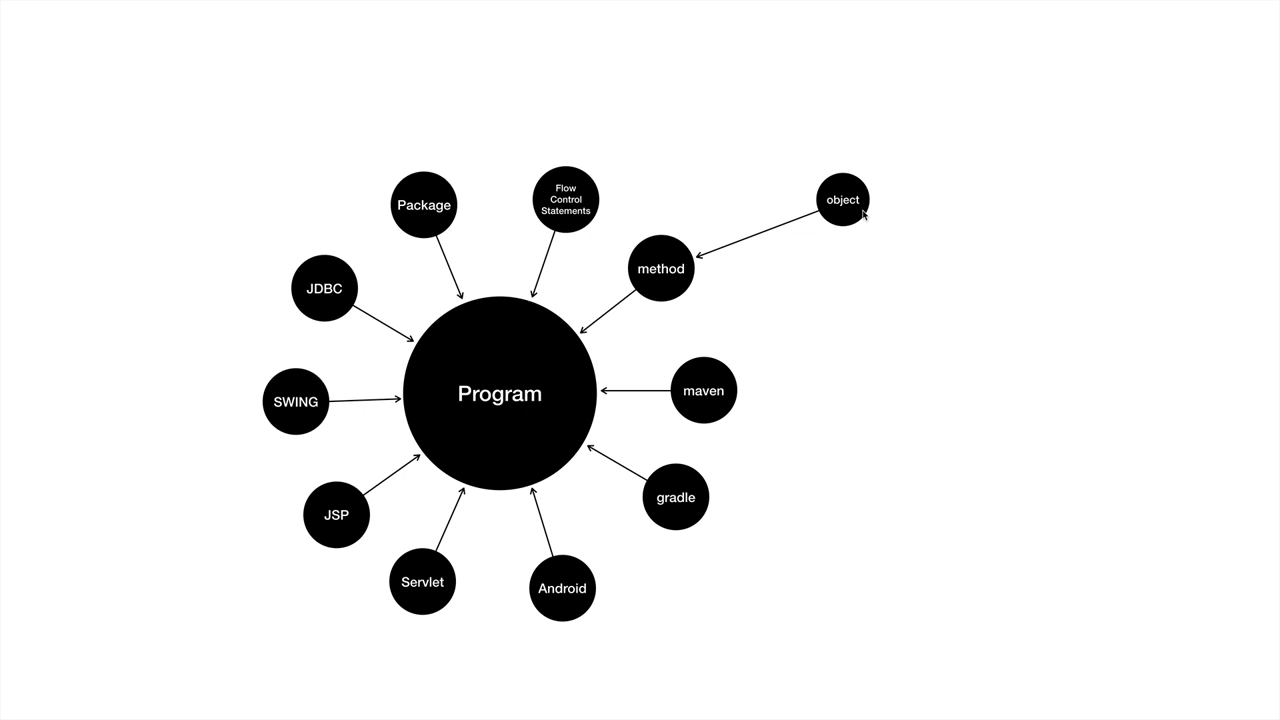 Flow
Control
Statements
Package
object
method
JDBC
maven
Program
SWING
gradle
JSP
Servlet
Android